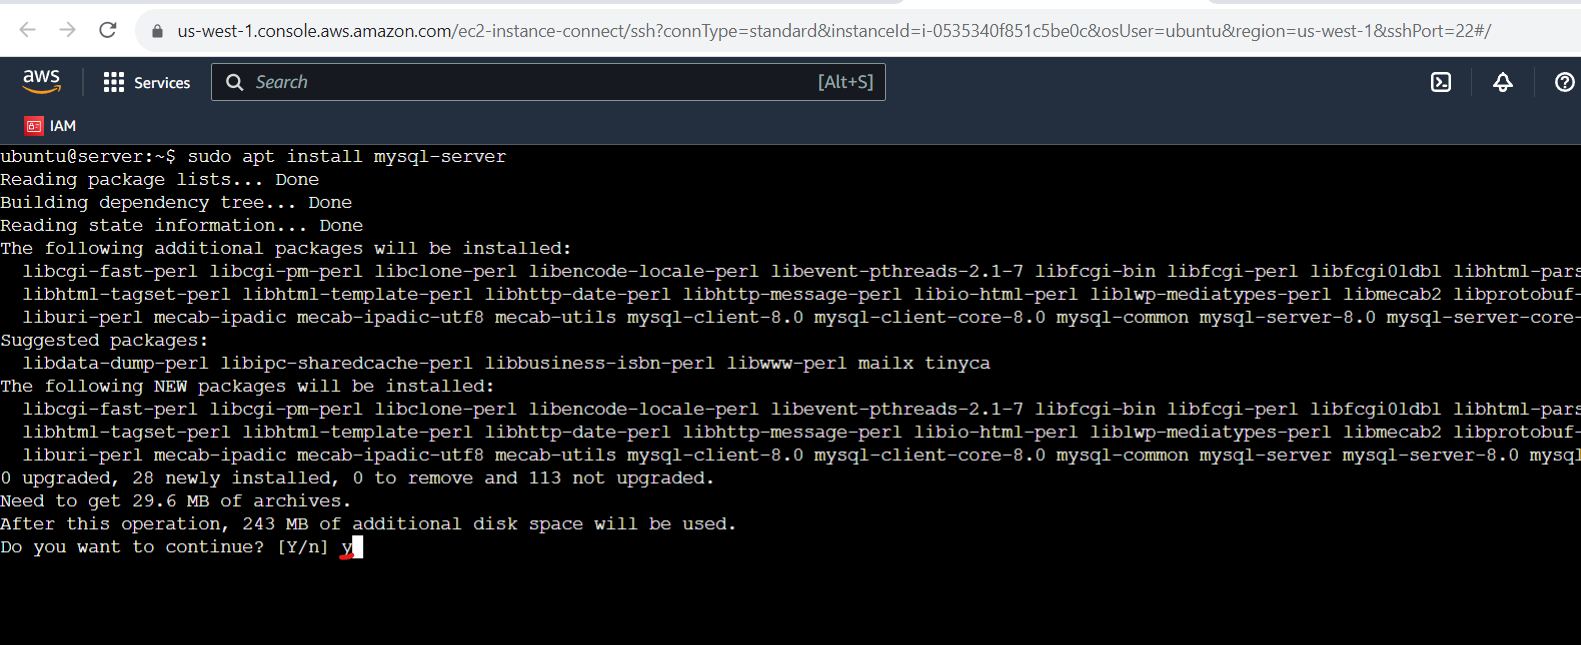 us-west-1.console.aws.amazon.com/ec2-instance-connect/ssh?connType=standard&instanceId=i-0535340f851c5be0c&osUser=ubuntu&region=us-west-1&sshPort=22#/
aws Services Search [Alt+S]
IAM
ubuntu@server:~$ sudo apt install mysql-server
Reading package lists... Done
Building dependency tree... Done
Reading state information... Done
The following additional packages will be installed:
libcgi-fast-perl libcgi-pm-perl libclone-perl libencode-locale-perl libevent-pthreads-2.1-7 libfcgi-bin libfcgi-perl libfcgi0ldbl libhtml-pars
libhtml-tagset-perl libhtml-template-perl libhttp-date-perl libhttp-message-perl libio-html-perl liblwp-mediatypes-perl libmecab2 libprotobuf-
liburi-perl mecab-ipadic mecab-ipadic-utf8 mecab-utils mysql-client-8.0 mysql-client-core-8.0 mysql-common mysql-server-8.0 mysql-server-core-
Suggested packages:
libdata-dump-perl libipc-sharedcache-perl libbusiness-isbn-perl libwww-perl mailx tinyca
The following NEW packages will be installed:
libcgi-fast-perl libcgi-pm-perl libclone-perl libencode-locale-perl libevent-pthreads-2.1-7 libfcgi-bin libfcgi-perl libfcgi0ldbl libhtml-pars
libhtml-tagset-perl libhtml-template-perl libhttp-date-perl libhttp-message-perl libio-html-perl liblwp-mediatypes-perl libmecab2 libprotobuf-
liburi-perl mecab-ipadic mecab-ipadic-utf8 mecab-utils mysql-client-8.0 mysql-client-core-8.0 mysql-common mysql-server mysql-server-8.0 mysql
0 upgraded, 28 newly installed, 0 to remove and 113 not upgraded.
Need to get 29.6 MB of archives.
After this operation, 243 MB of additional disk space will be used.
Do you want to continue? [Y/n] y